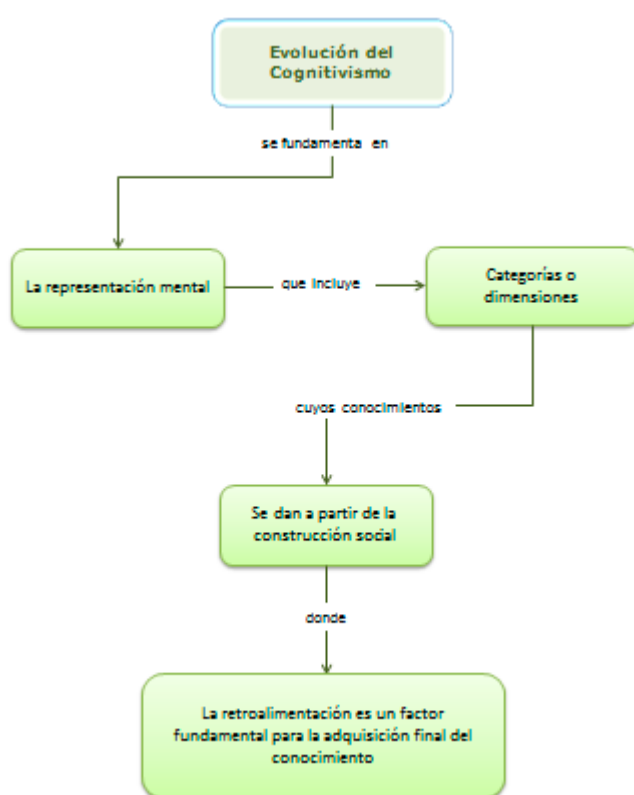 Evolución del
Cognitivismo
se fundamenta en
La representación mental
que incluye
Categorías o
dimensiones
cuyos conocimientos
Se dan a partir de la
construcción social
donde
La retroalimentación es un factor
fundamental para la adquisición final del
conocimiento